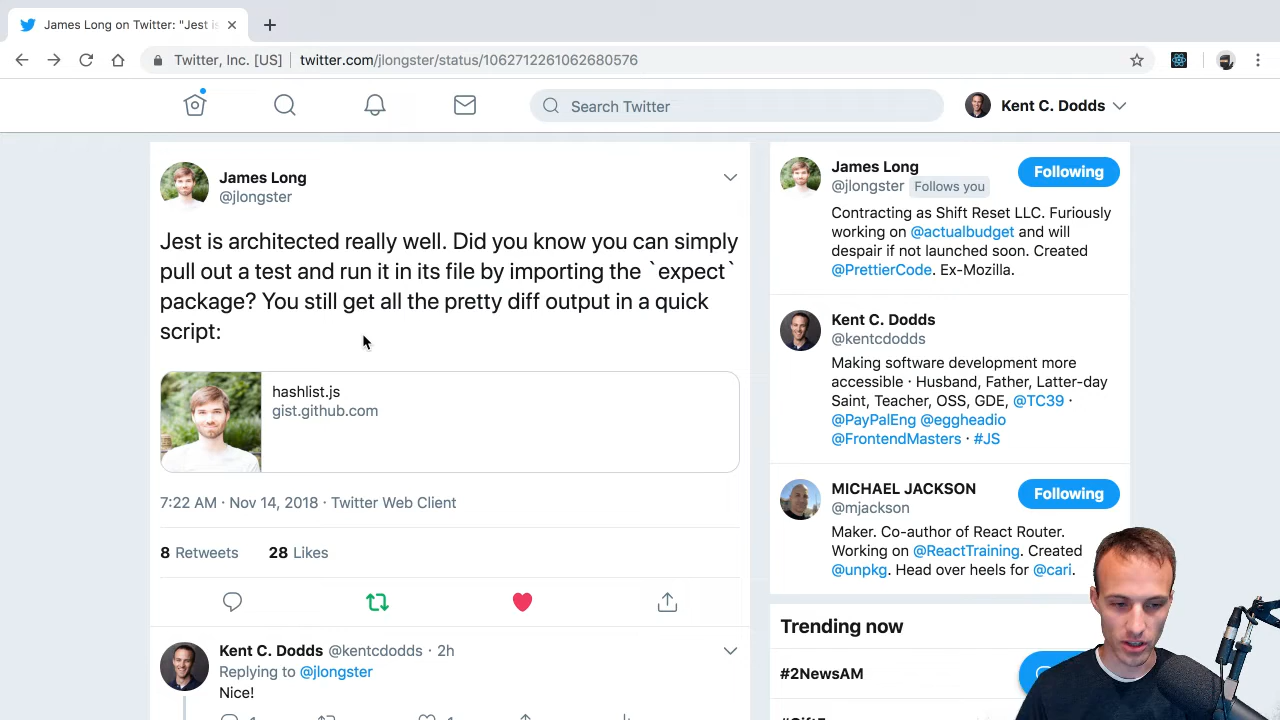 James Long on Twitter: "Jest is
Twitter, Inc. [US]
twitter.com/jlongster/status/1062712261062680576
Search Twitter
Kent C. Dodds
James Long
@jlongster
Jest is architected really well. Did you know you can simply
pull out a test and run it in its file by importing the `expect`
package? You still get all the pretty diff output in a quick
script:
hashlist.js
gist.github.com
7:22 AM · Nov 14, 2018 · Twitter Web Client
8 Retweets 28 Likes
Kent C. Dodds @kentcdodds · 2h
Replying to @jlongster
Nice!
James Long
@jlongster Follows you
Following
Contracting as Shift Reset LLC. Furiously
working on @actualbudget and will
despair if not launched soon. Created
@PrettierCode. Ex-Mozilla.
Kent C. Dodds
@kentcdodds
Making software development more
accessible · Husband, Father, Latter-day
Saint, Teacher, OSS, GDE, @TC39 ·
@PayPalEng @eggheadio
@FrontendMasters · #JS
MICHAEL JACKSON
@mjackson
Following
Maker. Co-author of React Router.
Working on @ReactTraining. Created
@unpkg. Head over heels for @cari.
Trending now
#2NewsAM